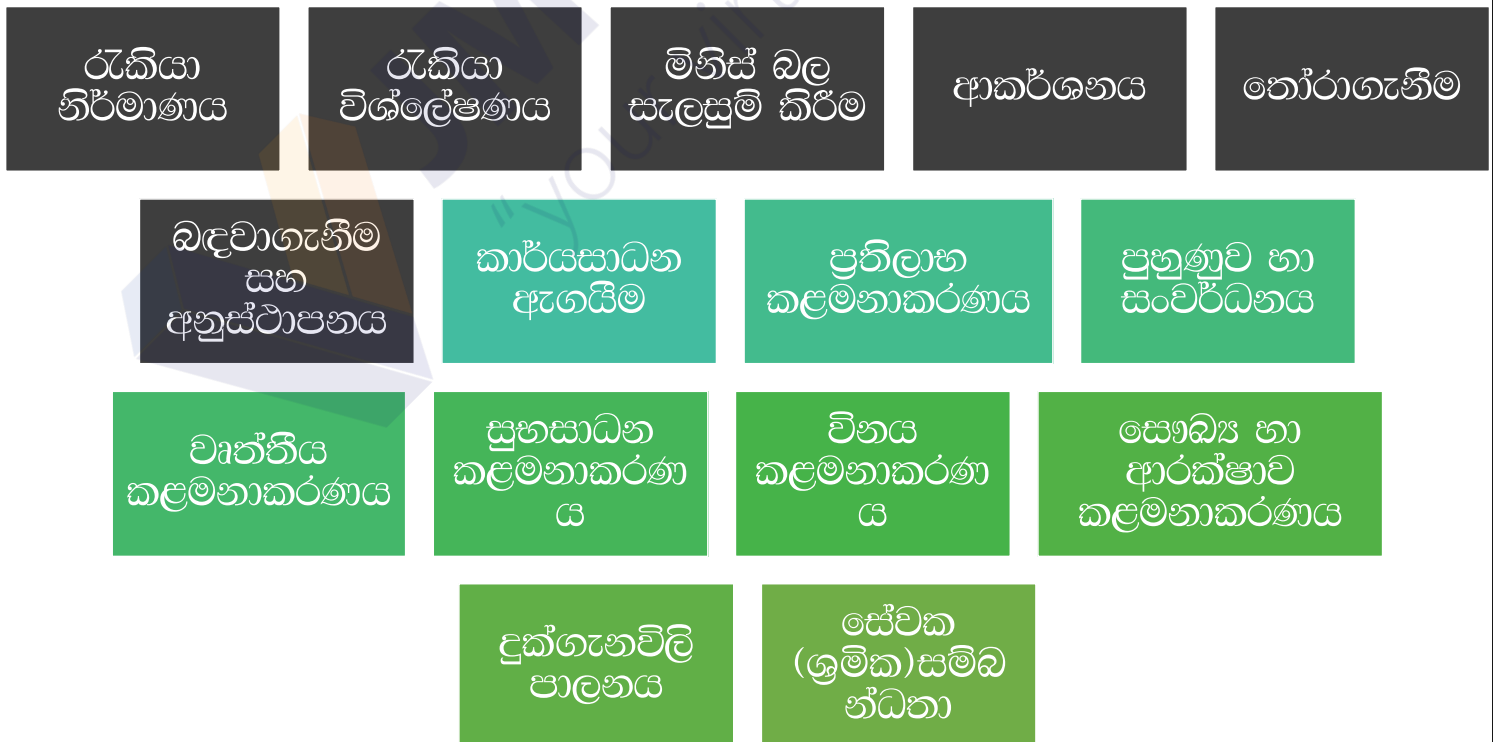 රැකියා
නිර්මාණය
රැකියා
විශ්ලේෂණය
මිනිස් බල
සැලසුම් කිරීම
ආකර්ශනය
තෝරාගැනීම
බඳවාගැනීම
සහ
අනුස්ථාපනය
කාර්යසාධන
ඇගයීම
ප්‍රතිලාභ
කළමනාකරණය
පුහුණුව හා
සංවර්ධනය
වෘත්තීය
කළමනාකරණය
සුභසාධන
කළමනාකරණ
ය
විනය
කළමනාකරණ
ය
සෞඛ්‍ය හා
ආරක්ෂාව
කළමනාකරණය
දුක්ගැනවිලි
පාලනය
සේවක
(ශ්‍රමික)සම්බ
න්ධතා
"your